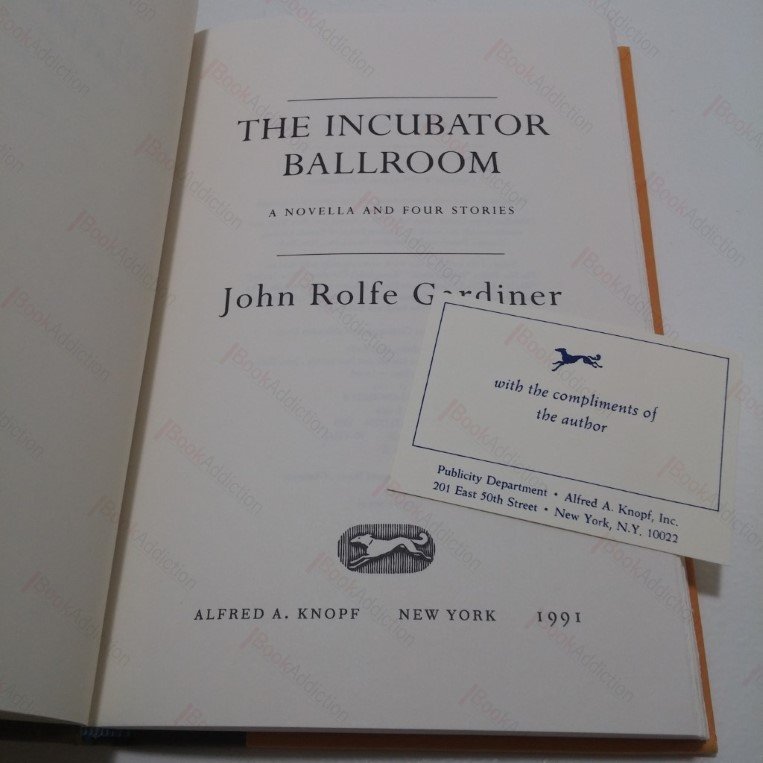 THE INCUBATOR
BALLROOM
A NOVELLA AND FOUR STORIES
John Rolfe Gardiner
with the compliments of
the author
Publicity Department • Alfred A. Knopf, Inc.
201 East 50th Street • New York, N.Y. 10022
ALFRED A. KNOPF NEW YORK 1991
BookAddiction